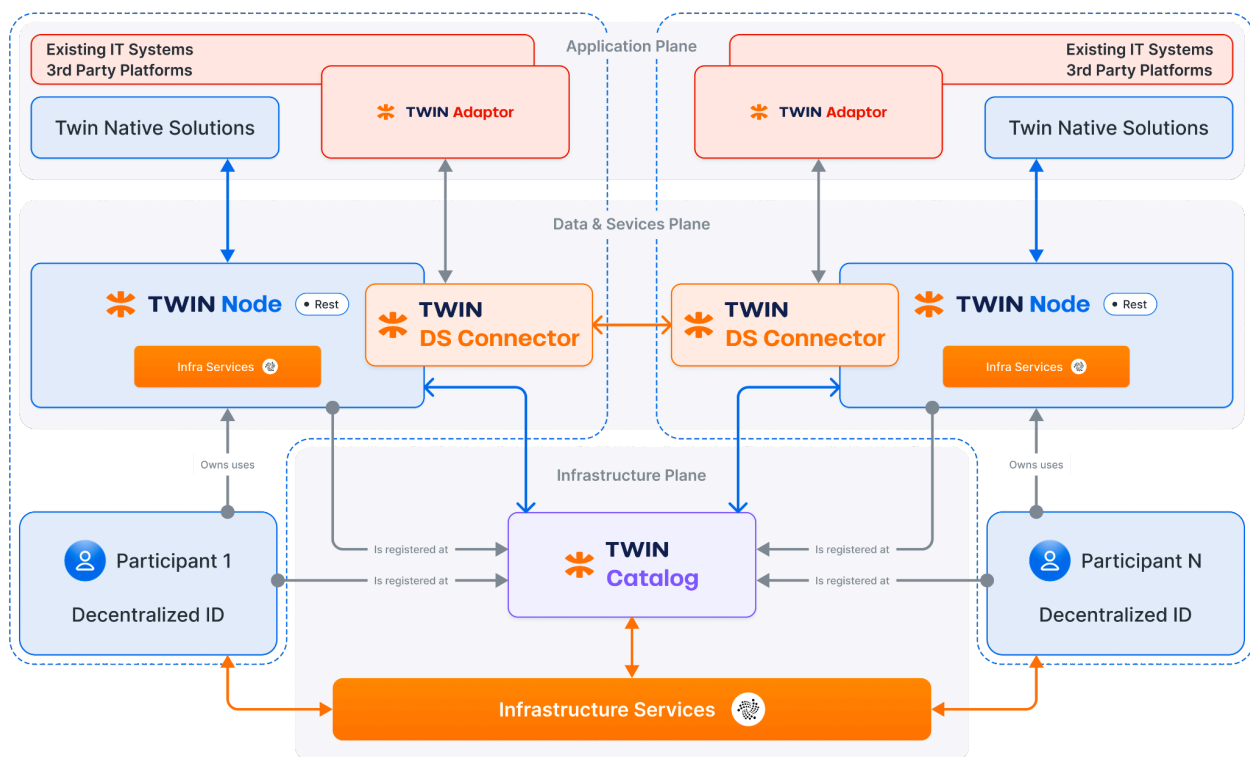 Application Plane
Existing IT Systems
3rd Party Platforms
TWIN Adaptor
Twin Native Solutions
Existing IT Systems
3rd Party Platforms
TWIN Adaptor
Twin Native Solutions
Data & Sevices Plane
TWIN Node
Rest
Infra Services
TWIN
DS Connector
TWIN
DS Connector
TWIN Node
Rest
Infra Services
Owns uses
Owns uses
Infrastructure Plane
Participant 1
Decentralized ID
Is registered at
Is registered at
TWIN
Catalog
Is registered at
Is registered at
Participant N
Decentralized ID
Infrastructure Services